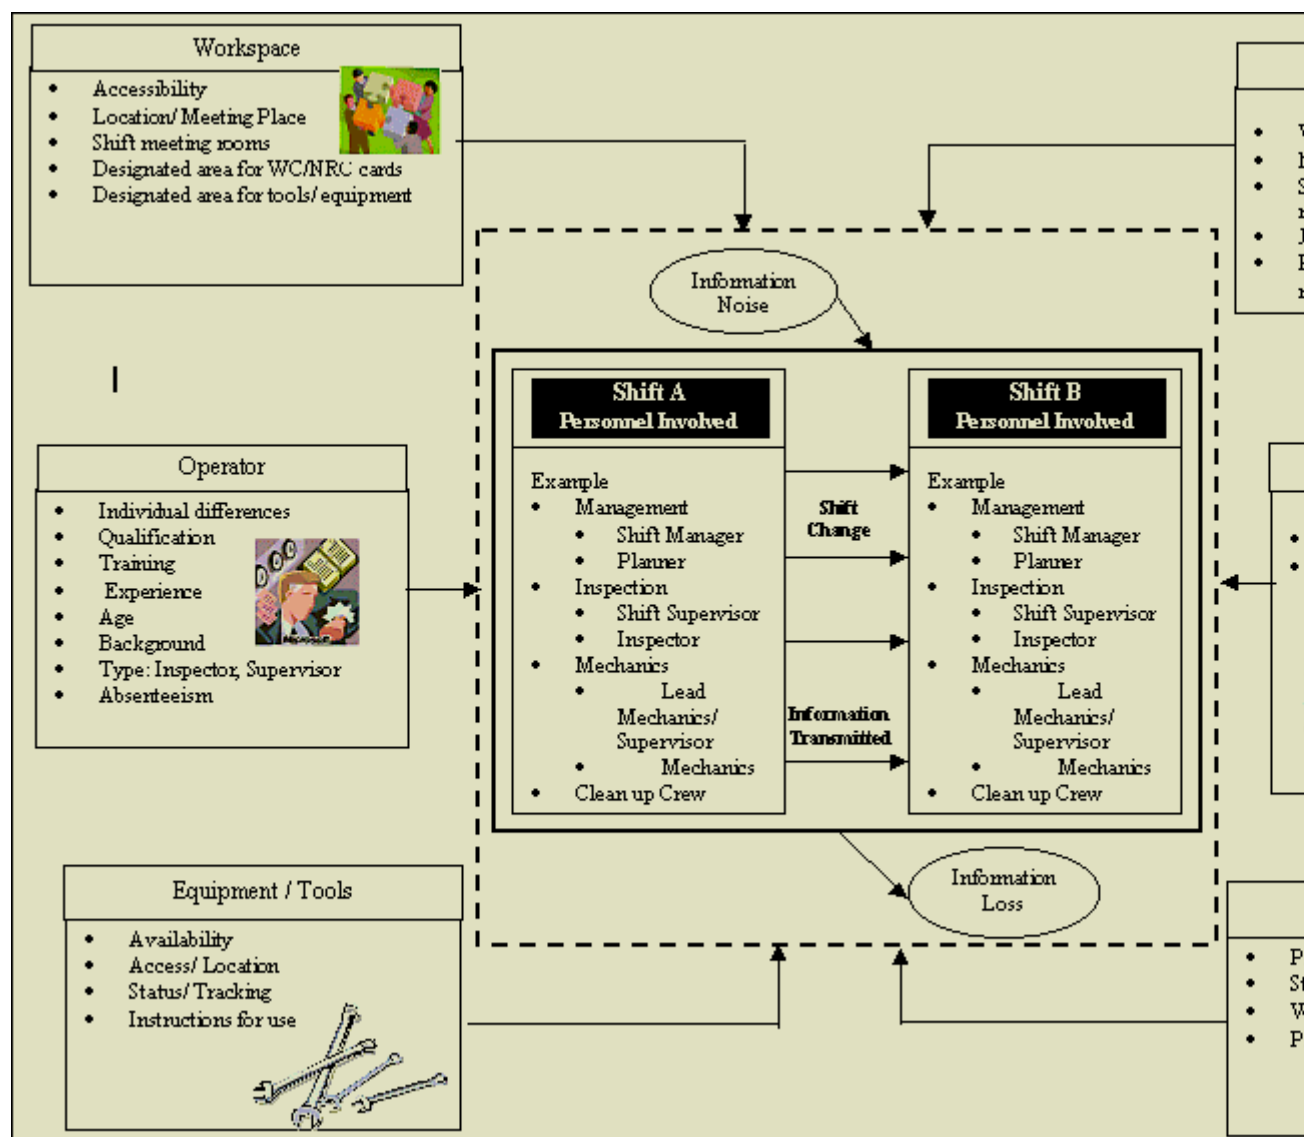 Workspace
• Accessibility
• Location/ Meeting Place
• Shift meeting rooms
• Designated area for WC/NRC cards
• Designated area for tools/ equipment
Information
Noise
Operator
• Individual differences
• Qualification
• Training
• Experience
• Age
• Background
• Type: Inspector, Supervisor
• Absenteeism
Shift A
Personnel Involved
Example
• Management
• Shift Manager
• Planner
• Inspection
• Shift Supervisor
• Inspector
• Mechanics
• Lead
Mechanics/
Supervisor
• Mechanics
• Clean up Crew
Shift
Change
Information
Transmitted
Shift B
Personnel Involved
Example
• Management
• Shift Manager
• Planner
• Inspection
• Shift Supervisor
• Inspector
• Mechanics
• Lead
Mechanics/
Supervisor
• Mechanics
• Clean up Crew
Information
Loss
Equipment / Tools
• Availability
• Access/ Location
• Status/ Tracking
• Instructions for use